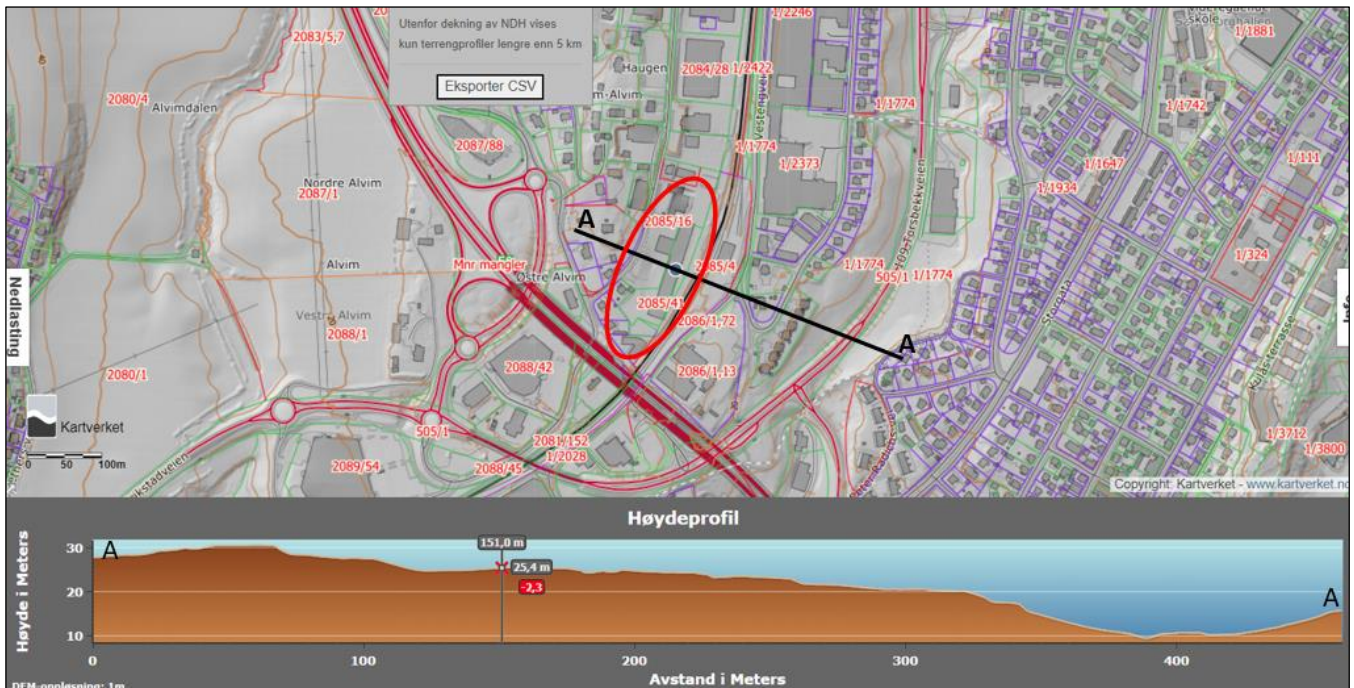 Utenfor dekning av NDH vises
kun terrengprofiler lengre enn 5 km
Eksporter CSV
2083/5,7
2080/4
Alvimdalen
Haugen
2084/28
1/2422
1/2246
1/1881
1/1742
1/1774
Vestengveien
1/1774
1/2373
2087/88
m-Alvim
Nordre Alvim
2087/1
1/1647
1/1934
1/111
A
2085/16
1/324
Alvim
Mnr mangler
Østre Alvim
2085/4
1/1774
505/1
1/1774
109 Torsbekkveien
Storgata
Nedlasting
Info
Vestre Alvim
2088/1
2085/41
2086/1,72
A
2080/1
2088/42
2086/1,13
Kulåsterrasse
Kartverket
0 50 100m
505/1
2081/152
1/2028
2088/45
2089/54
1/3712
1/3800
Copyright: Kartverket - www.kartverket.no
Høydeprofil
Høyde i Meters
30
20
10
A
151,0 m
25,4 m
-2,3
A
0
100
200
300
400
Avstand i Meters
DEM-oppløsning: 1m